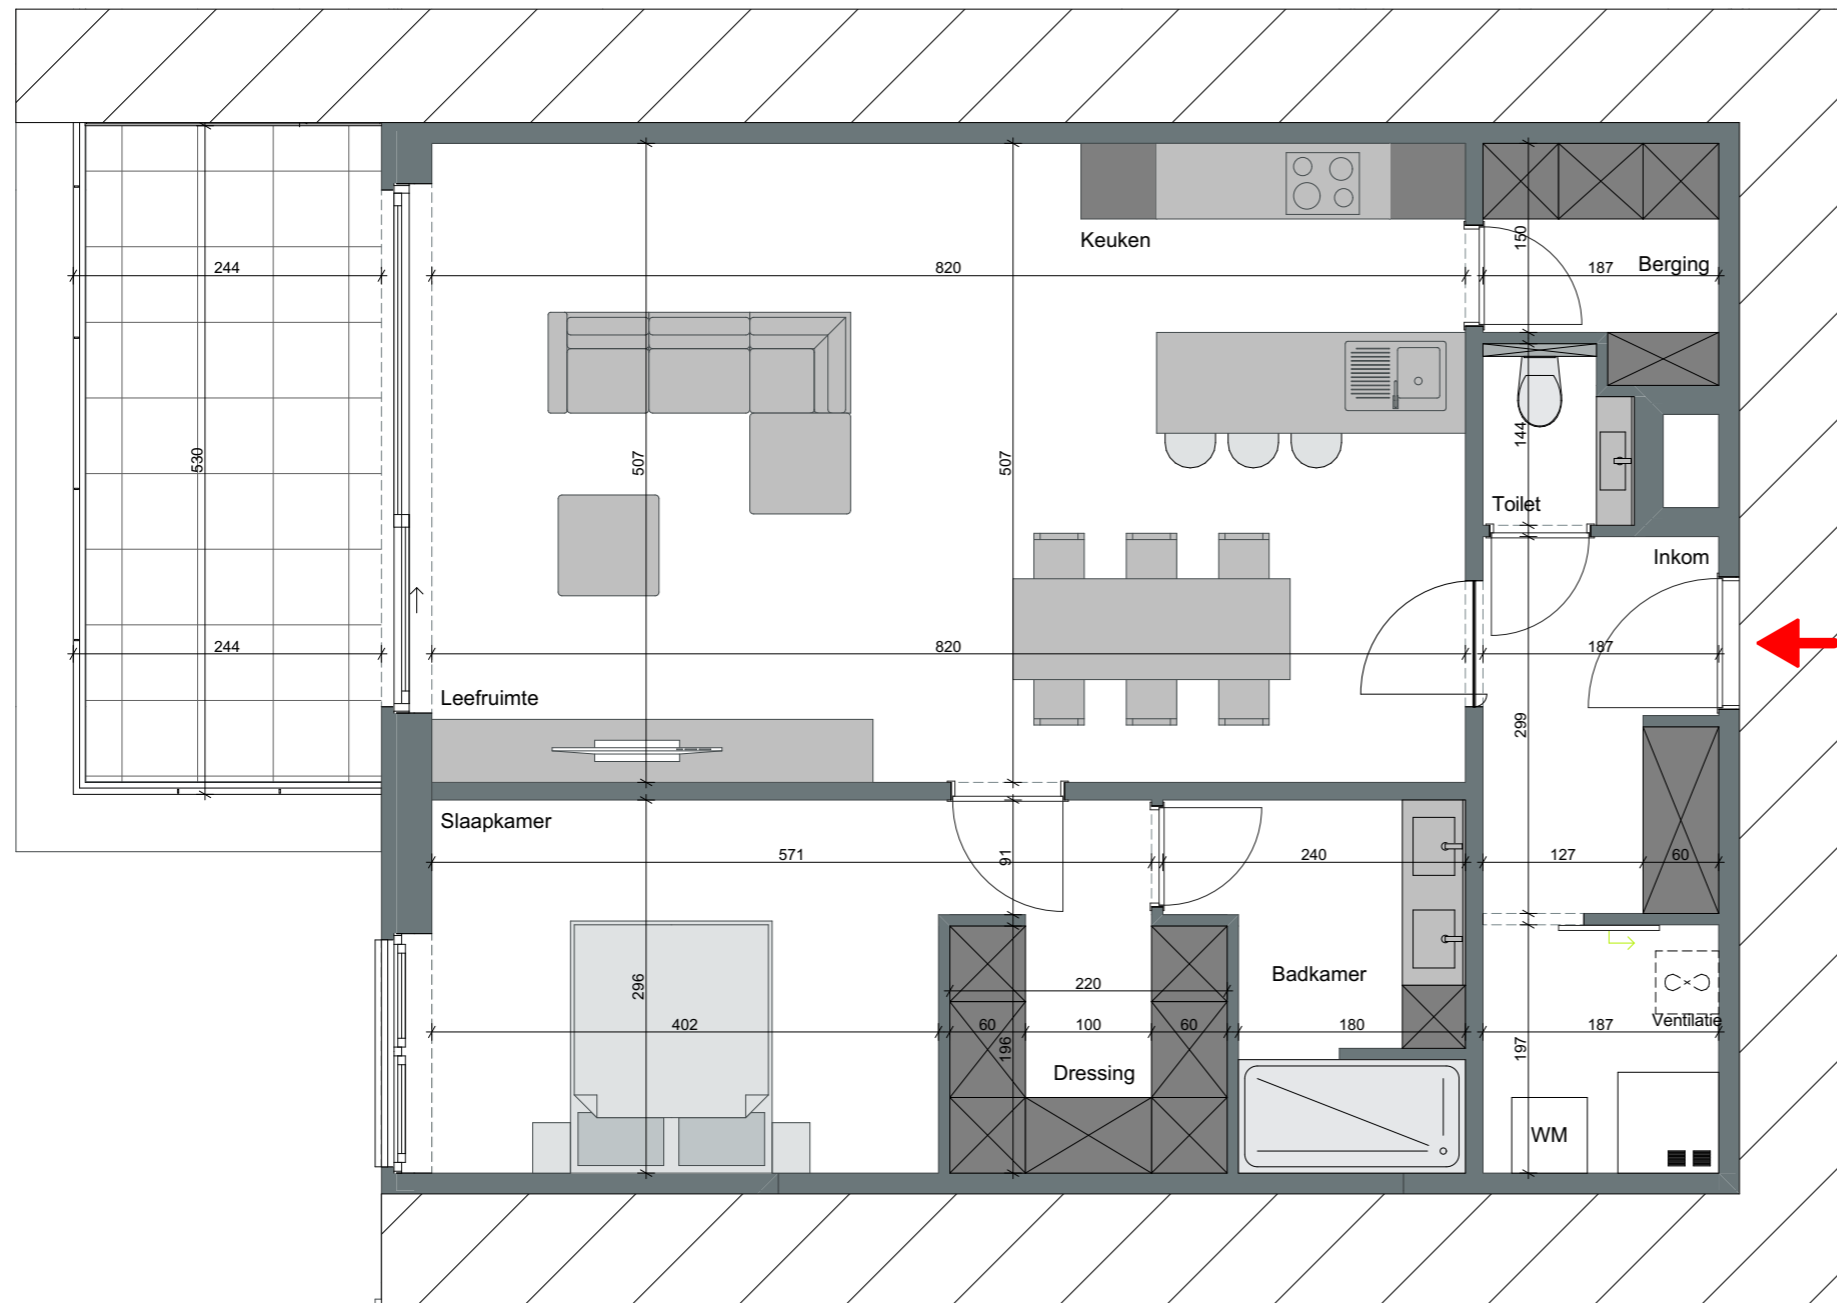 150
Keuken
Berging
244
820
187
144
530
507
507
Toilet
Inkom
244
820
187
Leefruimte
299
Slaapkamer
571
91
240
127
60
Badkamer
296
220
402
60
100
60
180
187
Ventilatie
196
197
Dressing
WM